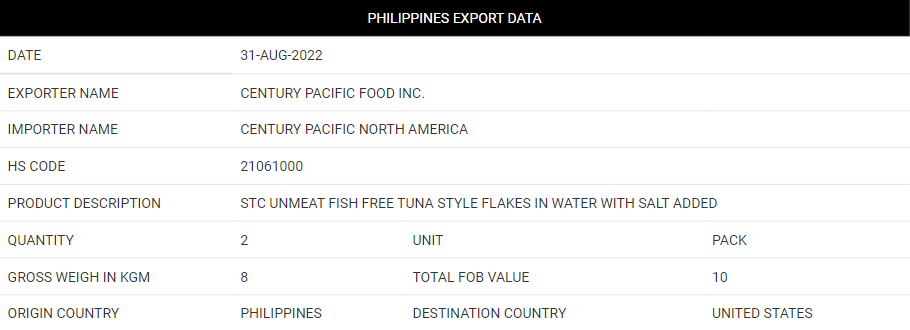 PHILIPPINES EXPORT DATA
DATE 31-AUG-2022
EXPORTER NAME CENTURY PACIFIC FOOD INC.
IMPORTER NAME CENTURY PACIFIC NORTH AMERICA
HS CODE 21061000
PRODUCT DESCRIPTION STC UNMEAT FISH FREE TUNA STYLE FLAKES IN WATER WITH SALT ADDED
QUANTITY 2 UNIT PACK
GROSS WEIGH IN KGM 8 TOTAL FOB VALUE 10
ORIGIN COUNTRY PHILIPPINES DESTINATION COUNTRY UNITED STATES